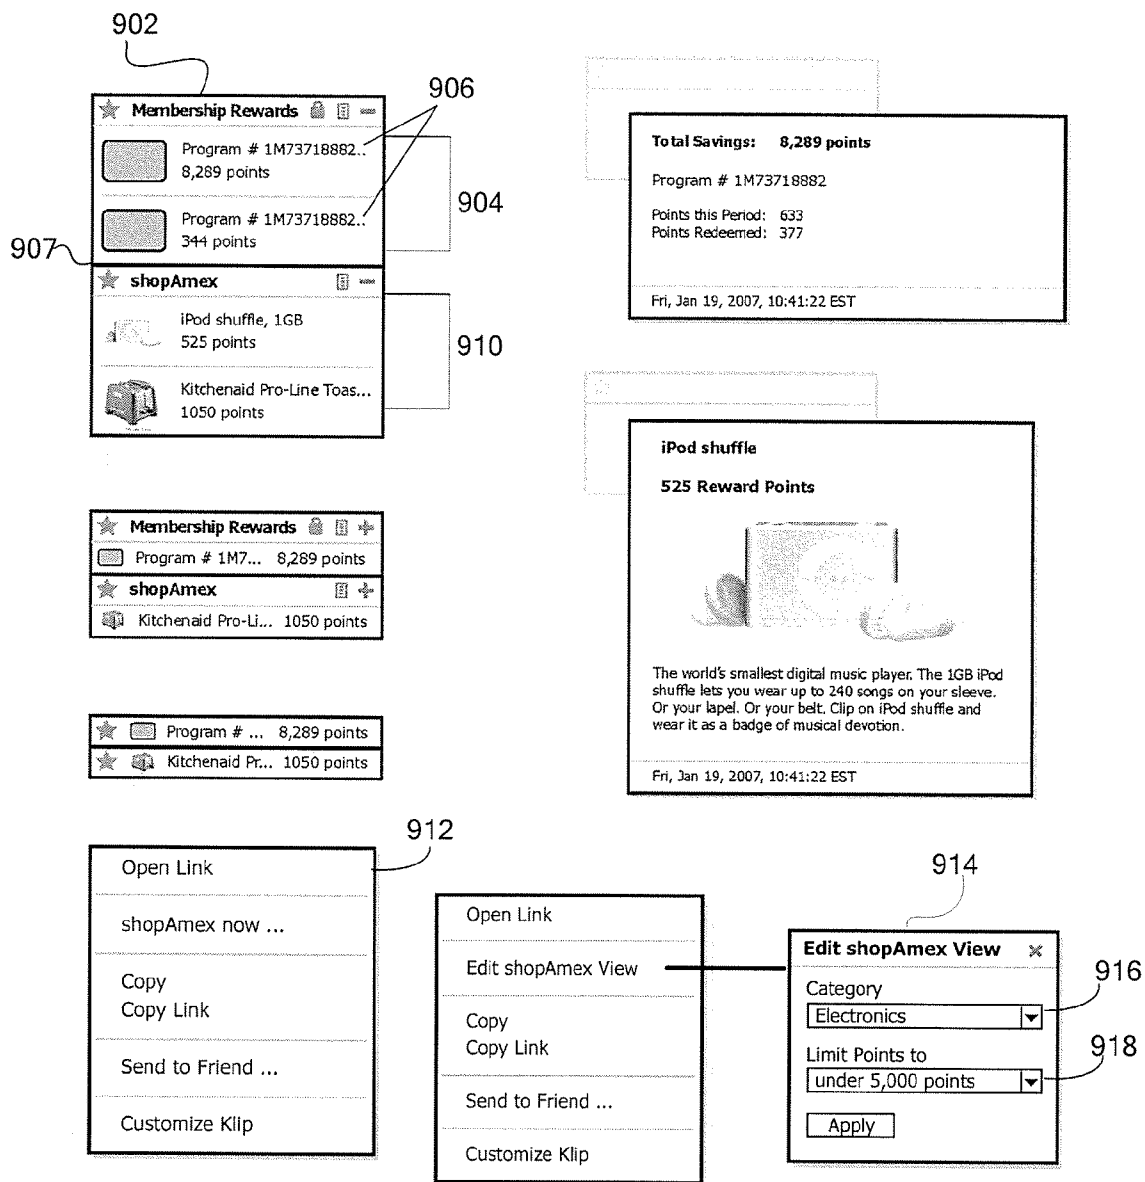 902
Membership Rewards
906
Program # 1M73718882..
8,289 points
904
Program # 1M73718882..
344 points
907
shopAmex
iPod shuffle, 1GB
525 points
910
Kitchenaid Pro-Line Toas...
1050 points
Total Savings: 8,289 points
Program # 1M73718882
Points this Period: 633
Points Redeemed: 377
Fri, Jan 19, 2007, 10:41:22 EST
Membership Rewards
Program # 1M7... 8,289 points
shopAmex
Kitchenaid Pro-Li... 1050 points
Program # ... 8,289 points
Kitchenaid Pr... 1050 points
iPod shuffle
525 Reward Points
The world's smallest digital music player. The 1GB iPod
shuffle lets you wear up to 240 songs on your sleeve.
Or your lapel. Or your belt. Clip on iPod shuffle and
wear it as a badge of musical devotion.
Fri, Jan 19, 2007, 10:41:22 EST
912
Open Link
shopAmex now ...
Copy
Copy Link
Send to Friend ...
Customize Klip
Open Link
Edit shopAmex View
Copy
Copy Link
Send to Friend ...
Customize Klip
914
Edit shopAmex View
Category
916
Electronics
Limit Points to
918
under 5,000 points
Apply